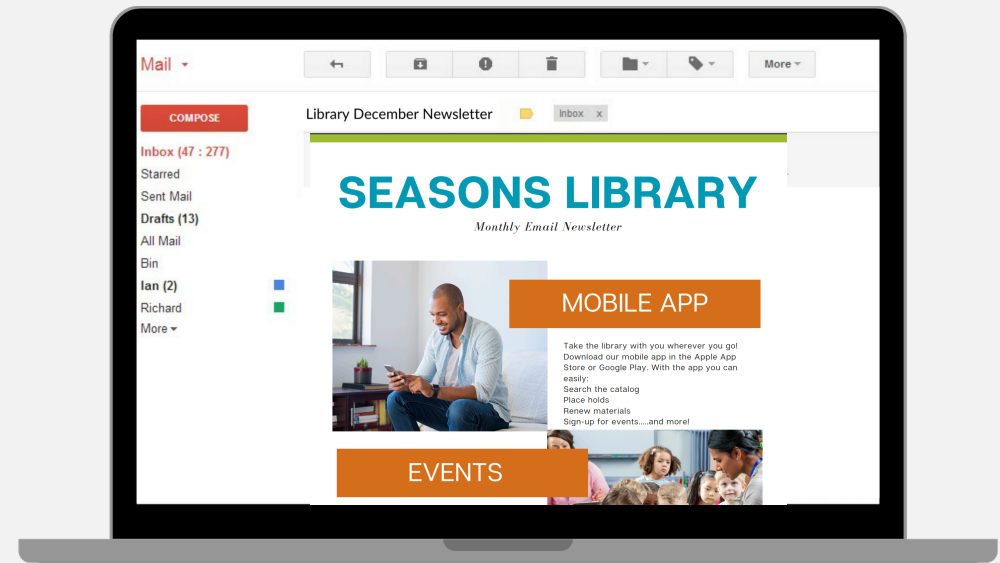 Mail
More
COMPOSE
Library December Newsletter
Inbox x
Inbox (47 : 277)
Starred
Sent Mail
Drafts (13)
All Mail
Bin
Ian (2)
Richard
More
SEASONS LIBRARY
Monthly Email Newsletter
MOBILE APP
Take the library with you wherever you go!
Download our mobile app in the Apple App
Store or Google Play. With the app you can
easily:
Search the catalog
Place holds
Renew materials
Sign-up for events.....and more!
EVENTS